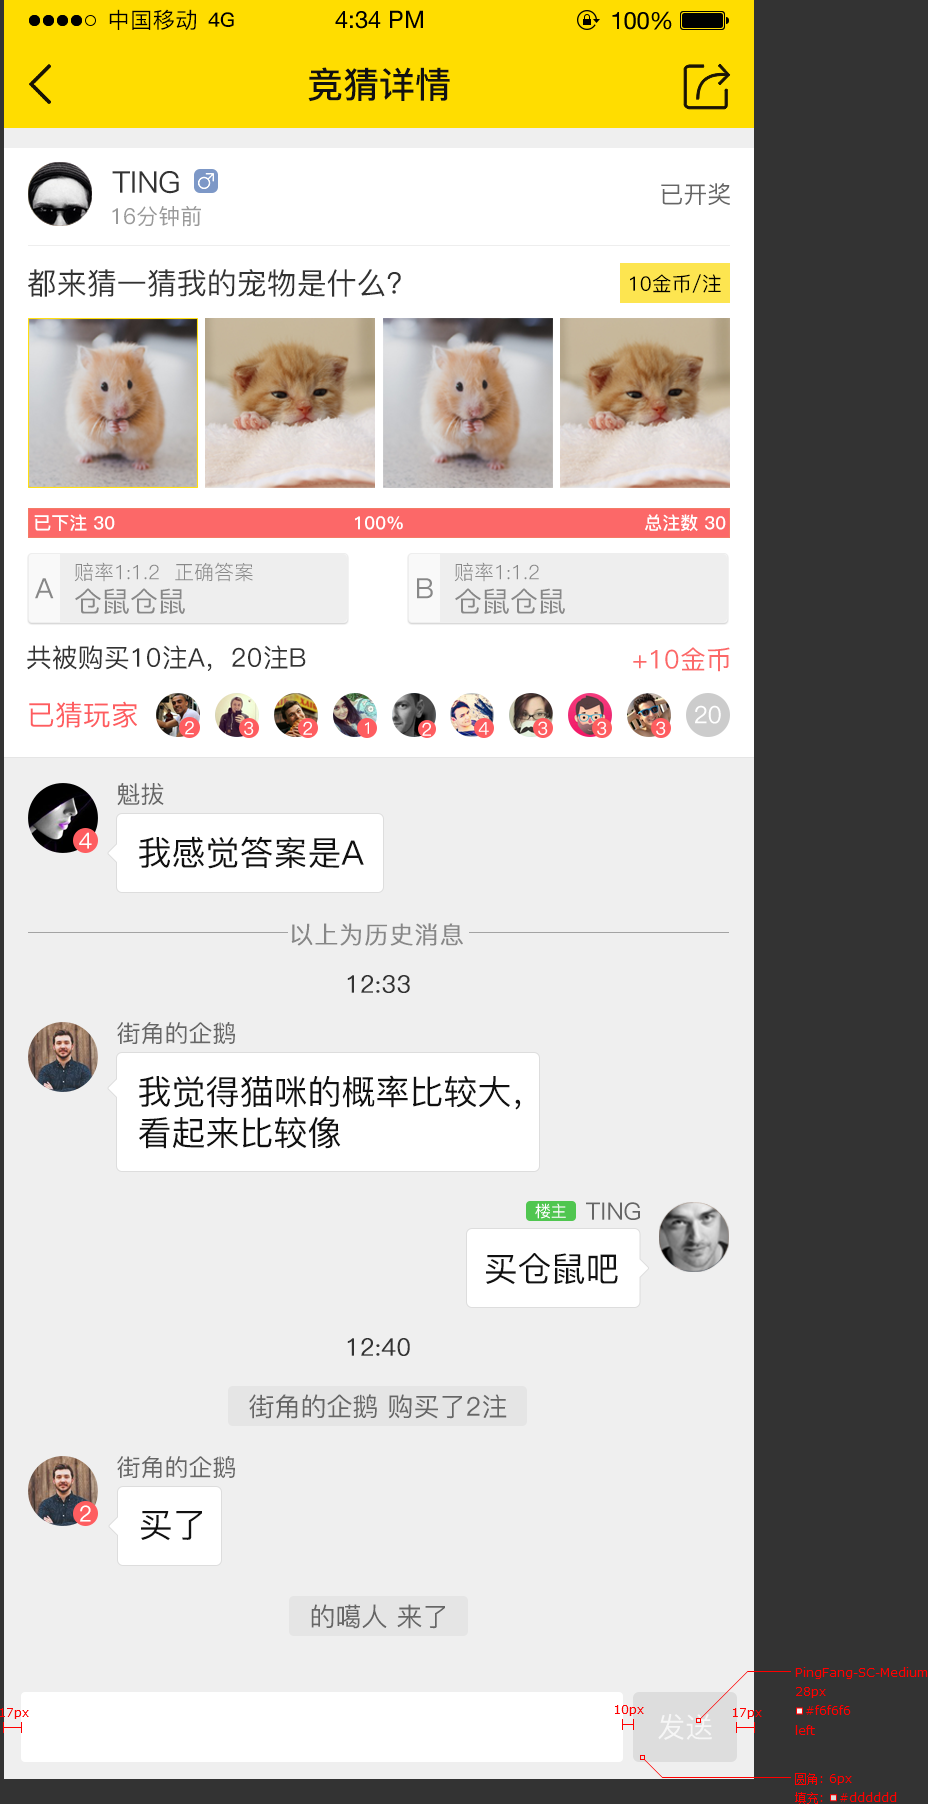 中国移动 4G 4:34 PM 100%
竞猜详情
TING
16分钟前
已开奖
都来猜一猜我的宠物是什么?
10金币/注
已下注 30 100% 总注数 30
A 赔率1:1.2 正确答案
仓鼠仓鼠
B 赔率1:1.2
仓鼠仓鼠
共被购买10注A，20注B
+10金币
已猜玩家 2 3 2 1 2 4 3 3 3 20
魁拔
4
我感觉答案是A
以上为历史消息
12:33
街角的企鹅
我觉得猫咪的概率比较大，
看起来比较像
楼主 TING
买仓鼠吧
12:40
街角的企鹅 购买了2注
街角的企鹅
2
买了
的噶人 来了
PingFang-SC-Medium
28px
#f6f6f6
left
17px
10px
17px
发送
圆角：6px
填充：#dddddd